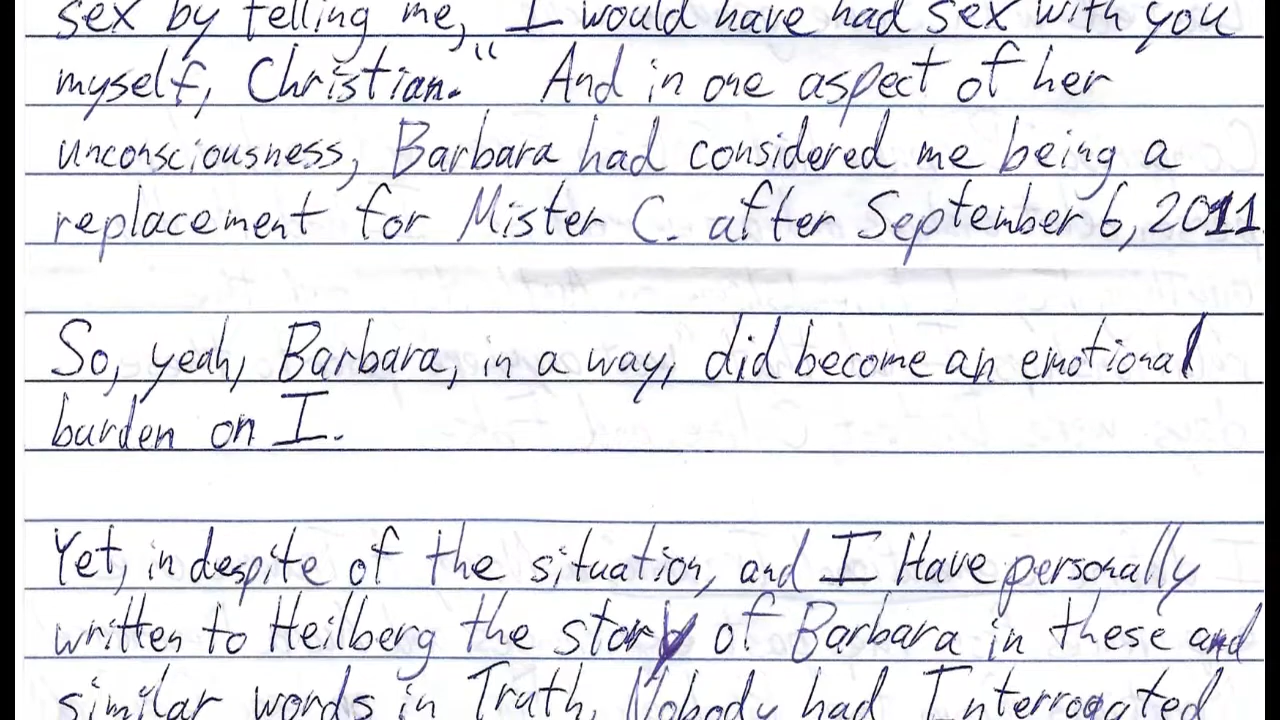 sex by telling me, I would have had sex with you
myself, Christian." And in one aspect of her
unconsciousness, Barbara had considered me being a
replacement for Mister C. after September 6, 2011.
So, yeah, Barbara, in a way, did become an emotional
burden on I.
Yet, in despite of the situation, and I Have personally
written to Heilberg the story of Barbara in these and
similar words in Truth, Nobody had Interrogated